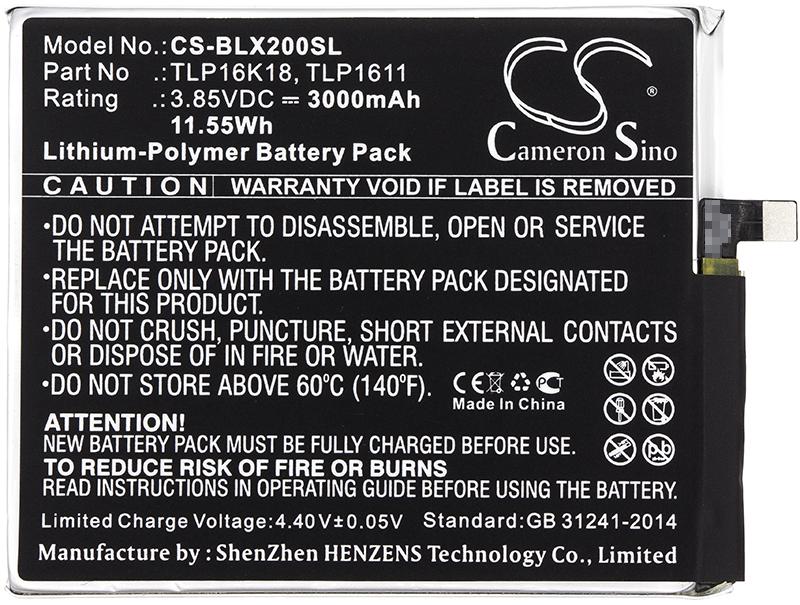 Model No.: CS-BLX200SL
Part No .: TLP16K18, TLP1611
Rating .: 3.85VDC ⎓ 3000mAh
11.55Wh
Lithium-Polymer Battery Pack
CS
®
Cameron Sino
CAUTION WARRANTY VOID IF LABEL IS REMOVED
•DO NOT ATTEMPT TO DISASSEMBLE, OPEN OR SERVICE
THE BATTERY PACK.
•REPLACE ONLY WITH THE BATTERY PACK DESIGNATED
FOR THIS PRODUCT.
•DO NOT CRUSH, PUNCTURE, SHORT EXTERNAL CONTACTS
OR DISPOSE OF IN FIRE OR WATER.
•DO NOT STORE ABOVE 60°C (140°F).
CE PCT
Made In China
ATTENTION:
NEW BATTERY PACK MUST BE FULLY CHARGED BEFORE USE.
TO REDUCE RISK OF FIRE OR BURNS
READ INSTRUCTIONS IN BATTERY PACK BEFORE USING THE BATTERY
Pb
Limited Charge Voltage:4.40V±0.05V Standard:GB 31241-2014
Manufacture by : ShenZhen HENZENS Technology Co., Limited